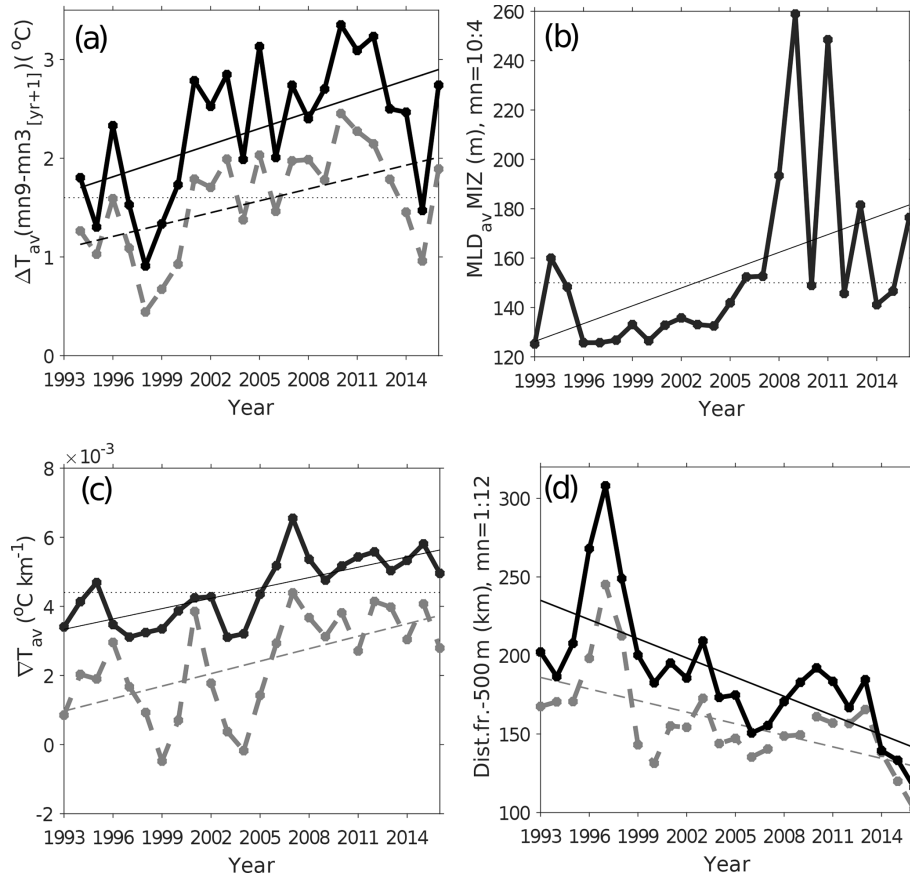 (a)
ΔT_av(mn9-mn3_[yr+1])(°C)
3
2
1
0
1993 1996 1999 2002 2005 2008 2011 2014
Year
(b)
MLD_av MIZ (m), mn=10:4
260
240
220
200
180
160
140
120
1993 1996 1999 2002 2005 2008 2011 2014
Year
(c)
×10^-3
∇T_av (°C km^-1)
8
6
4
2
0
-2
1993 1996 1999 2002 2005 2008 2011 2014
Year
(d)
Dist.fr.-500m (km), mn=1:12
300
250
200
150
100
1993 1996 1999 2002 2005 2008 2011 2014
Year